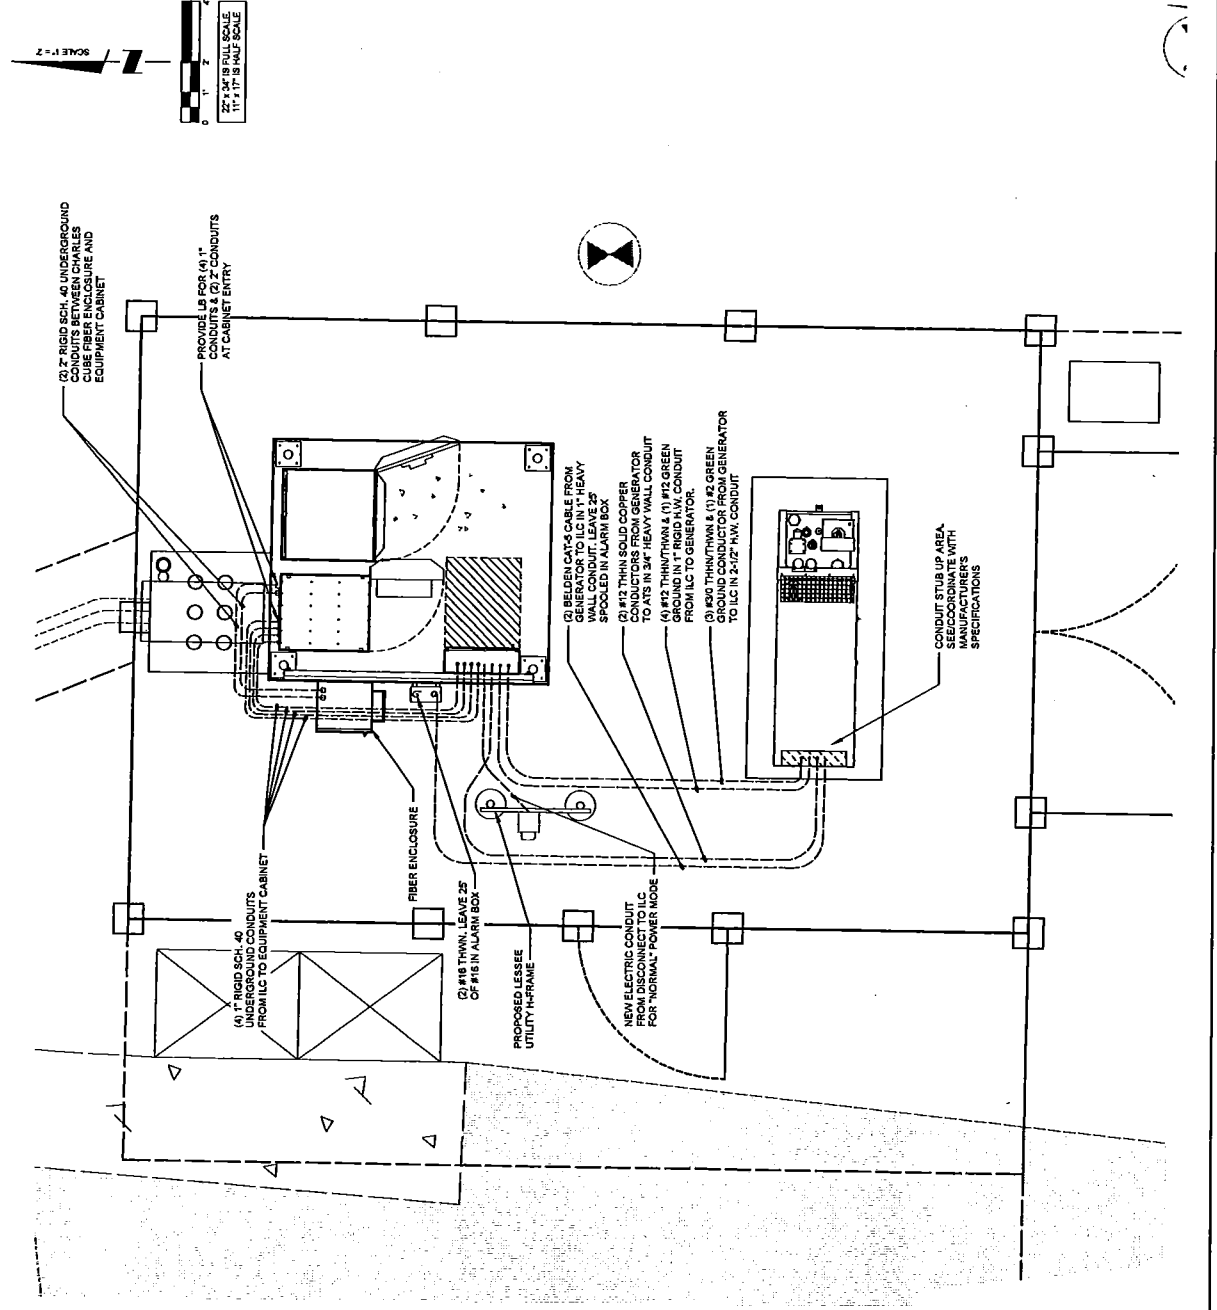 SCALE 1" = 2'
0
1'
2'
4'
22" x 34" IS FULL SCALE
11" x 17" IS HALF SCALE
(2) 2" RIGID SCH. 40 UNDERGROUND
CONDUITS BETWEEN CHARLES
CUBE FIBER ENCLOSURE AND
EQUIPMENT CABINET
PROVIDE LB FOR (4) 1"
CONDUITS & (2) 2" CONDUITS
AT CABINET ENTRY
(2) BELDEN CAT-5 CABLE FROM
GENERATOR TO ILC IN 1" HEAVY
WALL CONDUIT. LEAVE 25'
SPOOLED IN ALARM BOX
(2) #12 THHN SOLID COPPER
CONDUCTORS FROM GENERATOR
TO ATS IN 3/4" HEAVY WALL CONDUIT
(4) #12 THHN/THWN & (1) #12 GREEN
GROUND IN 1" RIGID H.W. CONDUIT
FROM ILC TO GENERATOR.
(3) #3/0 THHN/THWN & (1) #2 GREEN
GROUND CONDUCTOR FROM GENERATOR
TO ILC IN 2-1/2" H.W. CONDUIT
CONDUIT STUB UP AREA.
SEE/COORDINATE WITH
MANUFACTURER'S
SPECIFICATIONS
(4) 1" RIGID SCH. 40
UNDERGROUND CONDUITS
FROM ILC TO EQUIPMENT CABINET
FIBER ENCLOSURE
(2) #16 THWN, LEAVE 25'
OF #16 IN ALARM BOX
PROPOSED LESSEE
UTILITY H-FRAME
NEW ELECTRIC CONDUIT
FROM DISCONNECT TO ILC
FOR "NORMAL" POWER MODE